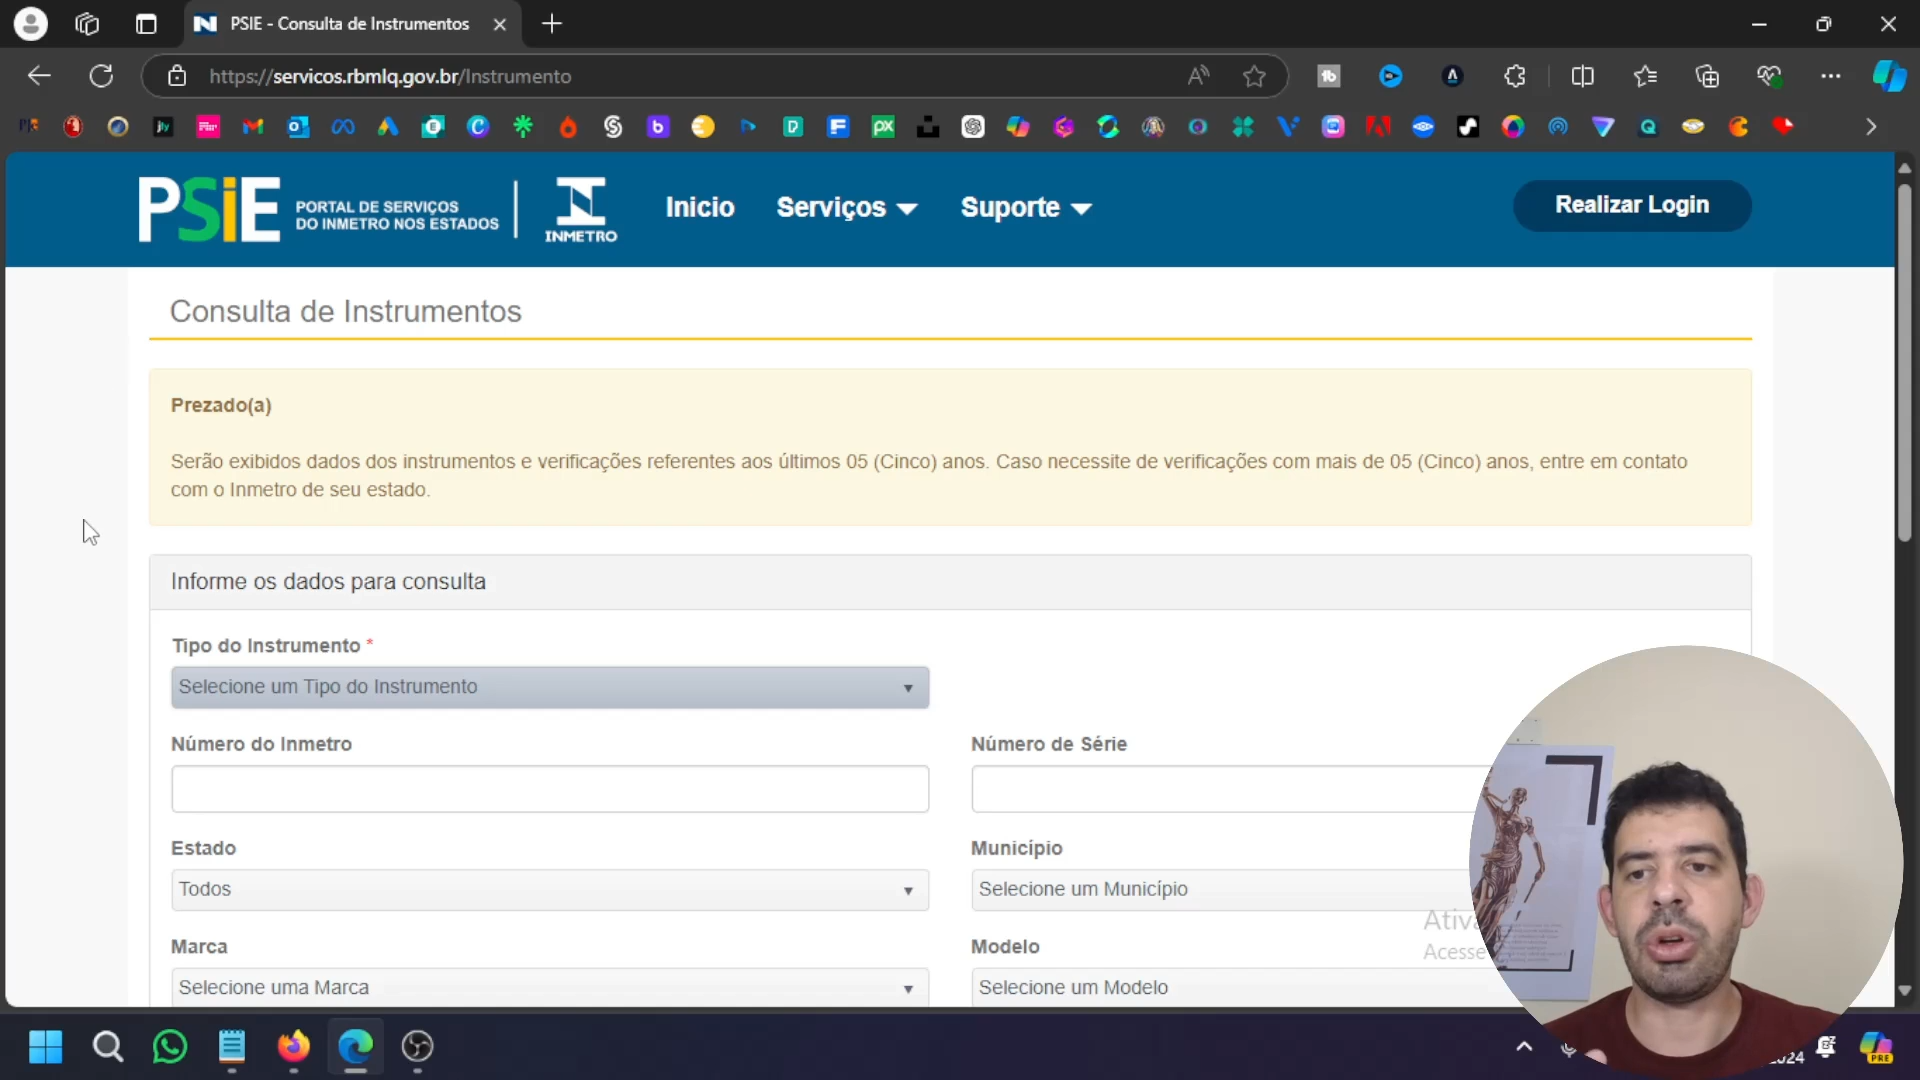 PSIE - Consulta de Instrumentos
https://servicos.rbmlq.gov.br/Instrumento
PSiE
PORTAL DE SERVIÇOS
DO INMETRO NOS ESTADOS
INMETRO
Inicio
Serviços
Suporte
Realizar Login
Consulta de Instrumentos
Prezado(a)
Serão exibidos dados dos instrumentos e verificações referentes aos últimos 05 (Cinco) anos. Caso necessite de verificações com mais de 05 (Cinco) anos, entre em contato
com o Inmetro de seu estado.
Informe os dados para consulta
Tipo do Instrumento *
Selecione um Tipo do Instrumento
Número do Inmetro
Número de Série
Estado
Município
Todos
Selecione um Município
Ativa
Acesse
Marca
Modelo
Selecione uma Marca
Selecione um Modelo
2024
PRE